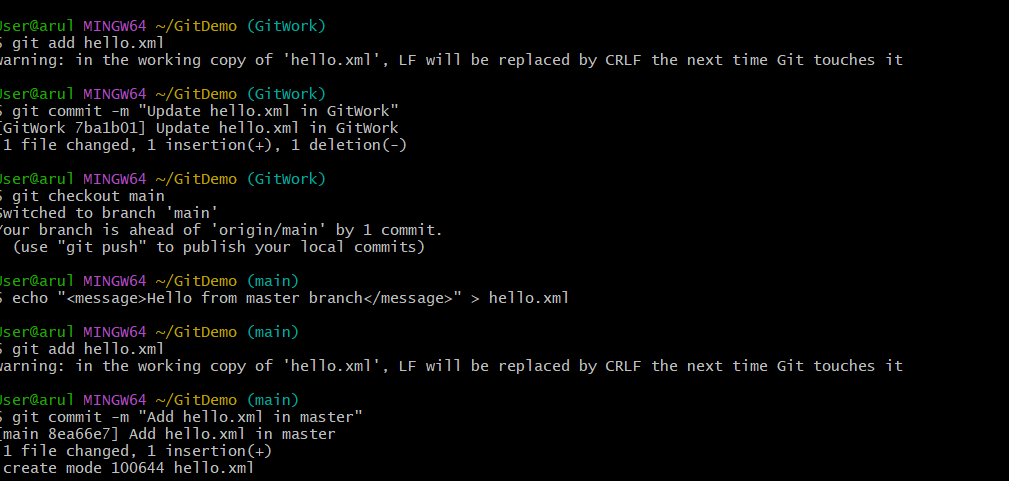 User@arul MINGW64 ~/GitDemo (GitWork)
$ git add hello.xml
warning: in the working copy of 'hello.xml', LF will be replaced by CRLF the next time Git touches it
User@arul MINGW64 ~/GitDemo (GitWork)
$ git commit -m "Update hello.xml in GitWork"
[GitWork 7ba1b01] Update hello.xml in GitWork
1 file changed, 1 insertion(+), 1 deletion(-)
User@arul MINGW64 ~/GitDemo (GitWork)
$ git checkout main
Switched to branch 'main'
Your branch is ahead of 'origin/main' by 1 commit.
(use "git push" to publish your local commits)
User@arul MINGW64 ~/GitDemo (main)
$ echo "<message>Hello from master branch</message>" > hello.xml
User@arul MINGW64 ~/GitDemo (main)
$ git add hello.xml
warning: in the working copy of 'hello.xml', LF will be replaced by CRLF the next time Git touches it
User@arul MINGW64 ~/GitDemo (main)
$ git commit -m "Add hello.xml in master"
[main 8ea66e7] Add hello.xml in master
1 file changed, 1 insertion(+)
create mode 100644 hello.xml